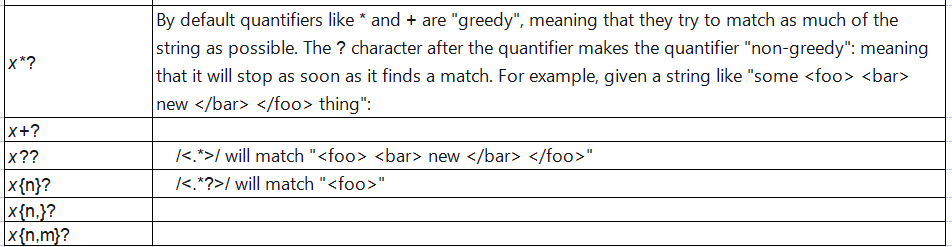 x*?
By default quantifiers like * and + are "greedy", meaning that they try to match as much of the
string as possible. The ? character after the quantifier makes the quantifier "non-greedy": meaning
that it will stop as soon as it finds a match. For example, given a string like "some <foo> <bar>
new </bar> </foo> thing":
x+?
x??
/<.*>/ will match "<foo> <bar> new </bar> </foo>"
x{n}?
/<.*?>/ will match "<foo>"
x{n,}?
x{n,m}?